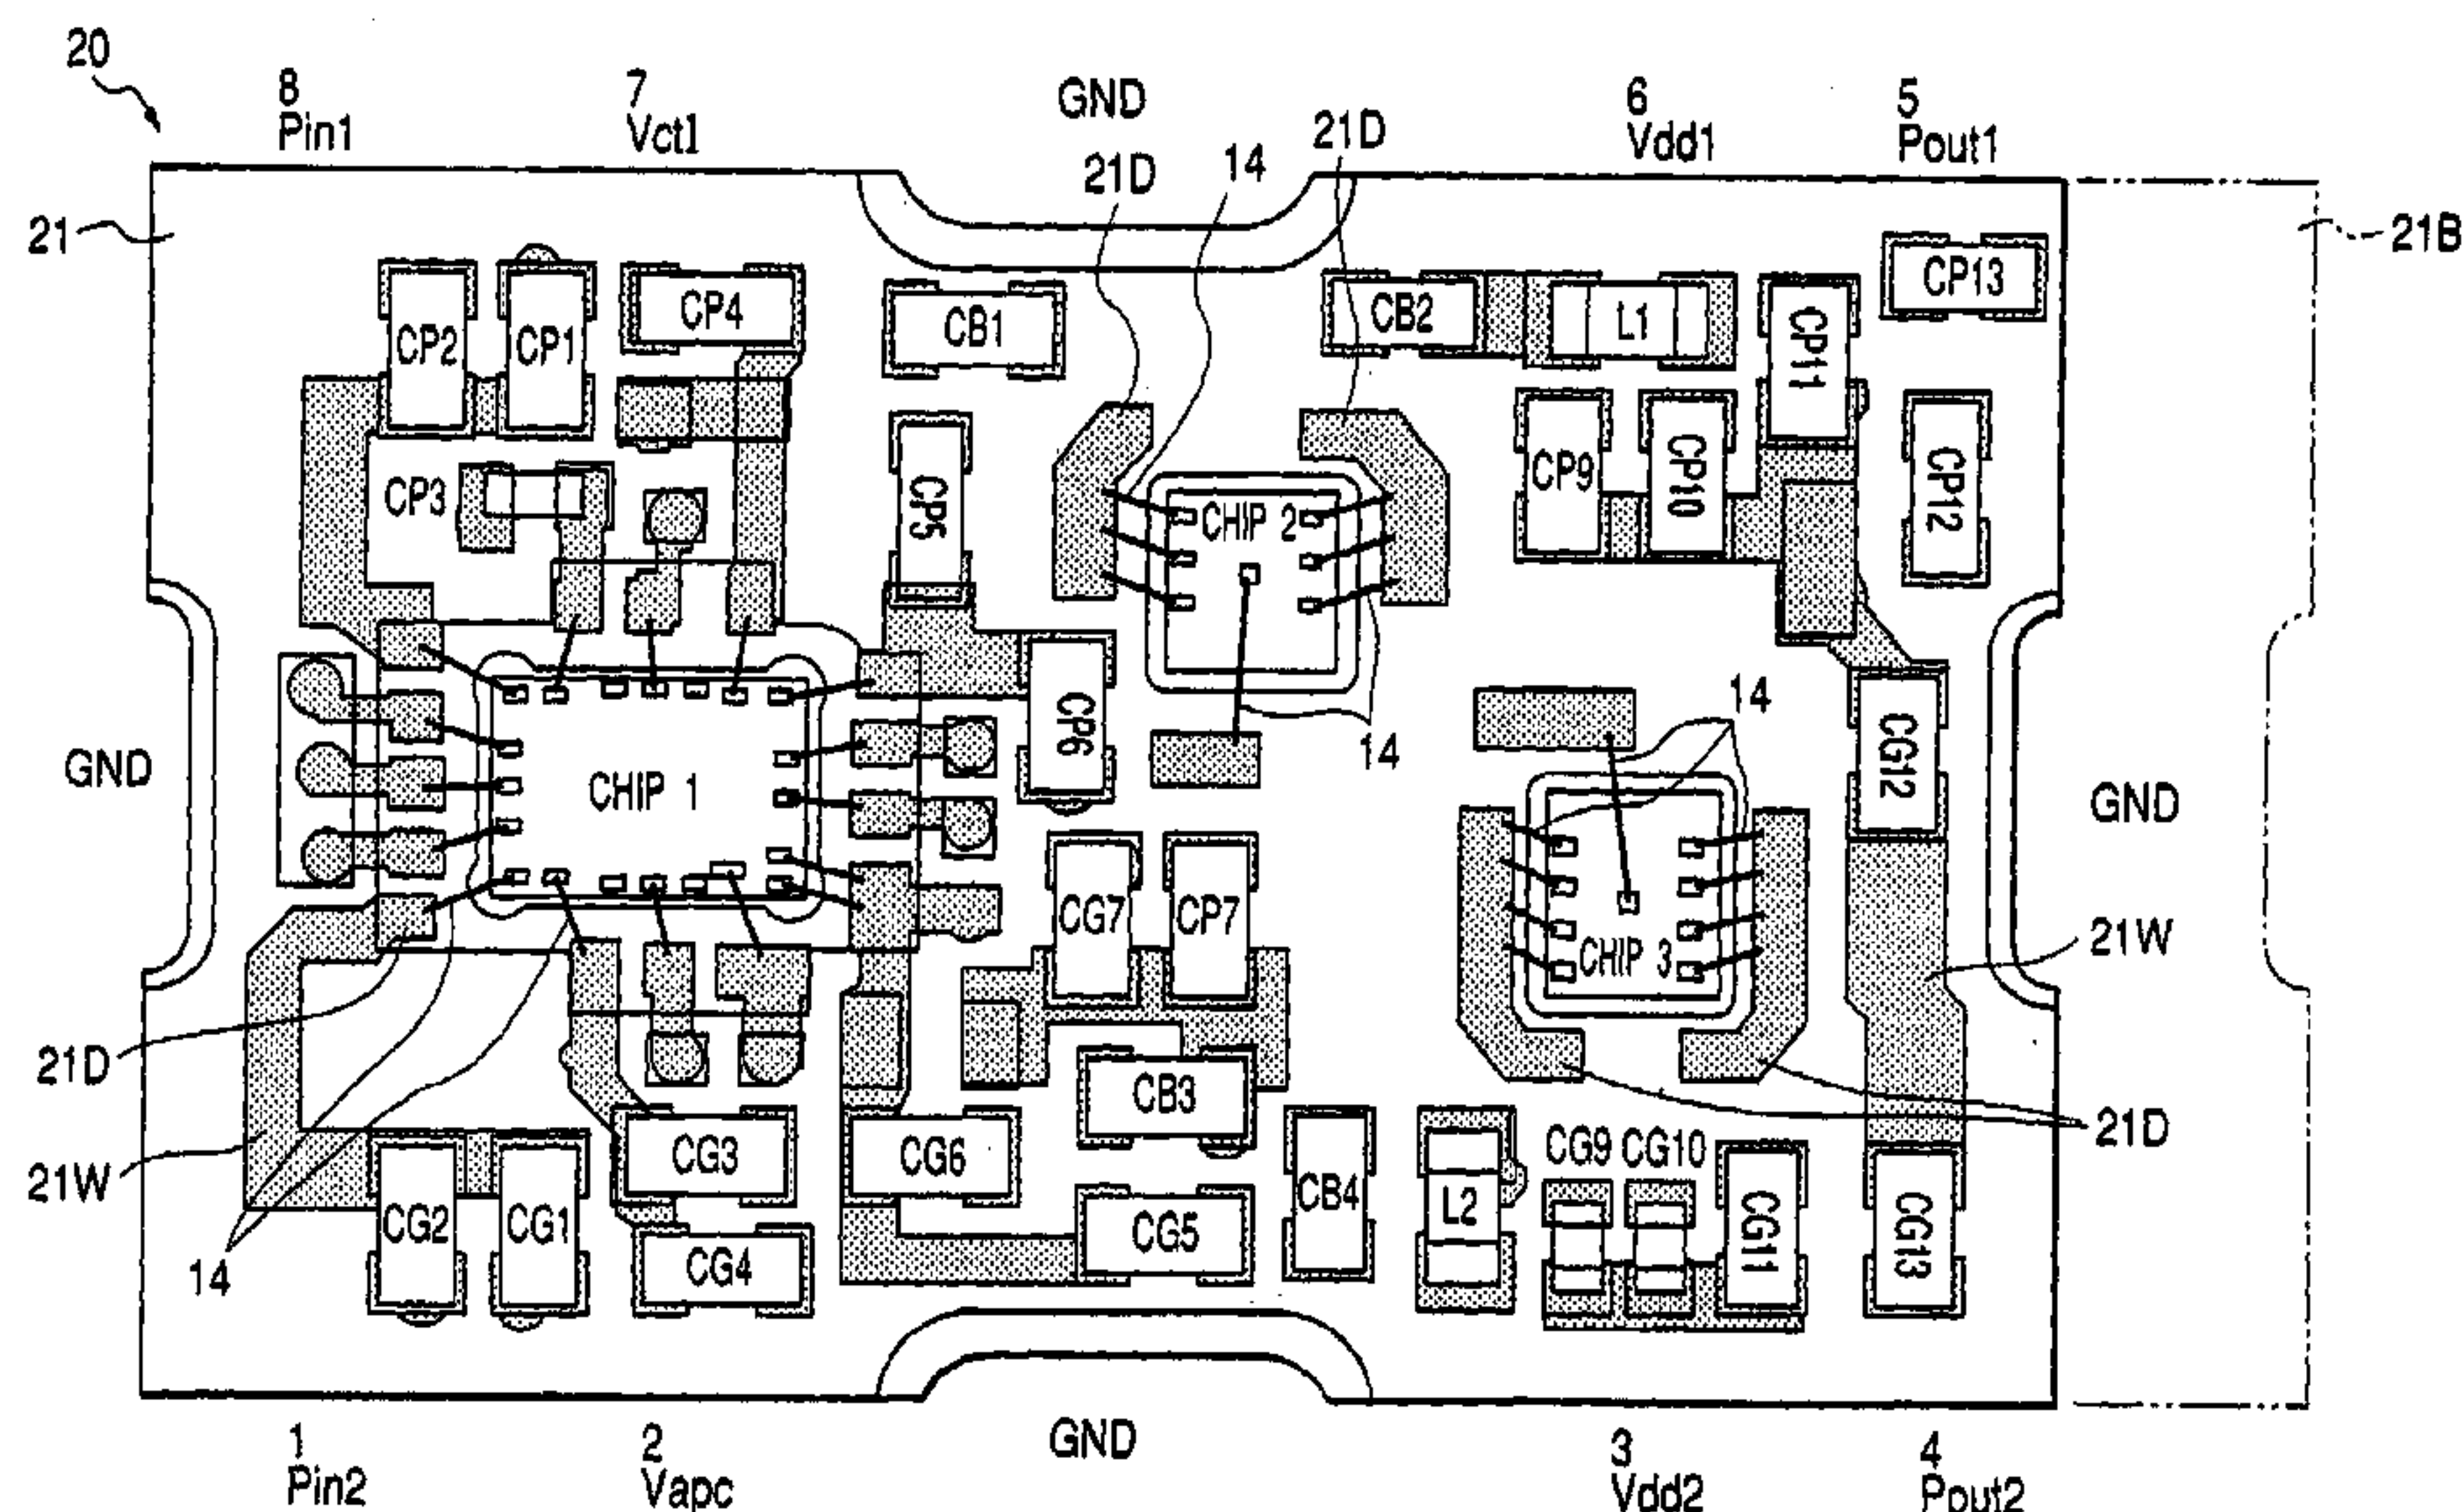 20
8
Pin1
7
Vctl
GND
21D
14
21D
6
Vdd1
5
Pout1
21
21B
CP2
CP1
CP4
CB1
CB2
L1
CP11
CP13
CP3
CP5
CHIP 2
CP9
CP10
CP12
GND
CHIP 1
CP6
14
14
CG12
GND
CG7
CP7
CHIP 3
21W
21D
21W
CG3
CG6
CB3
CB4
L2
CG9
CG10
CG11
CG13
21D
CG2
CG1
CG4
CG5
14
1
Pin2
2
Vapc
GND
3
Vdd2
4
Pout2